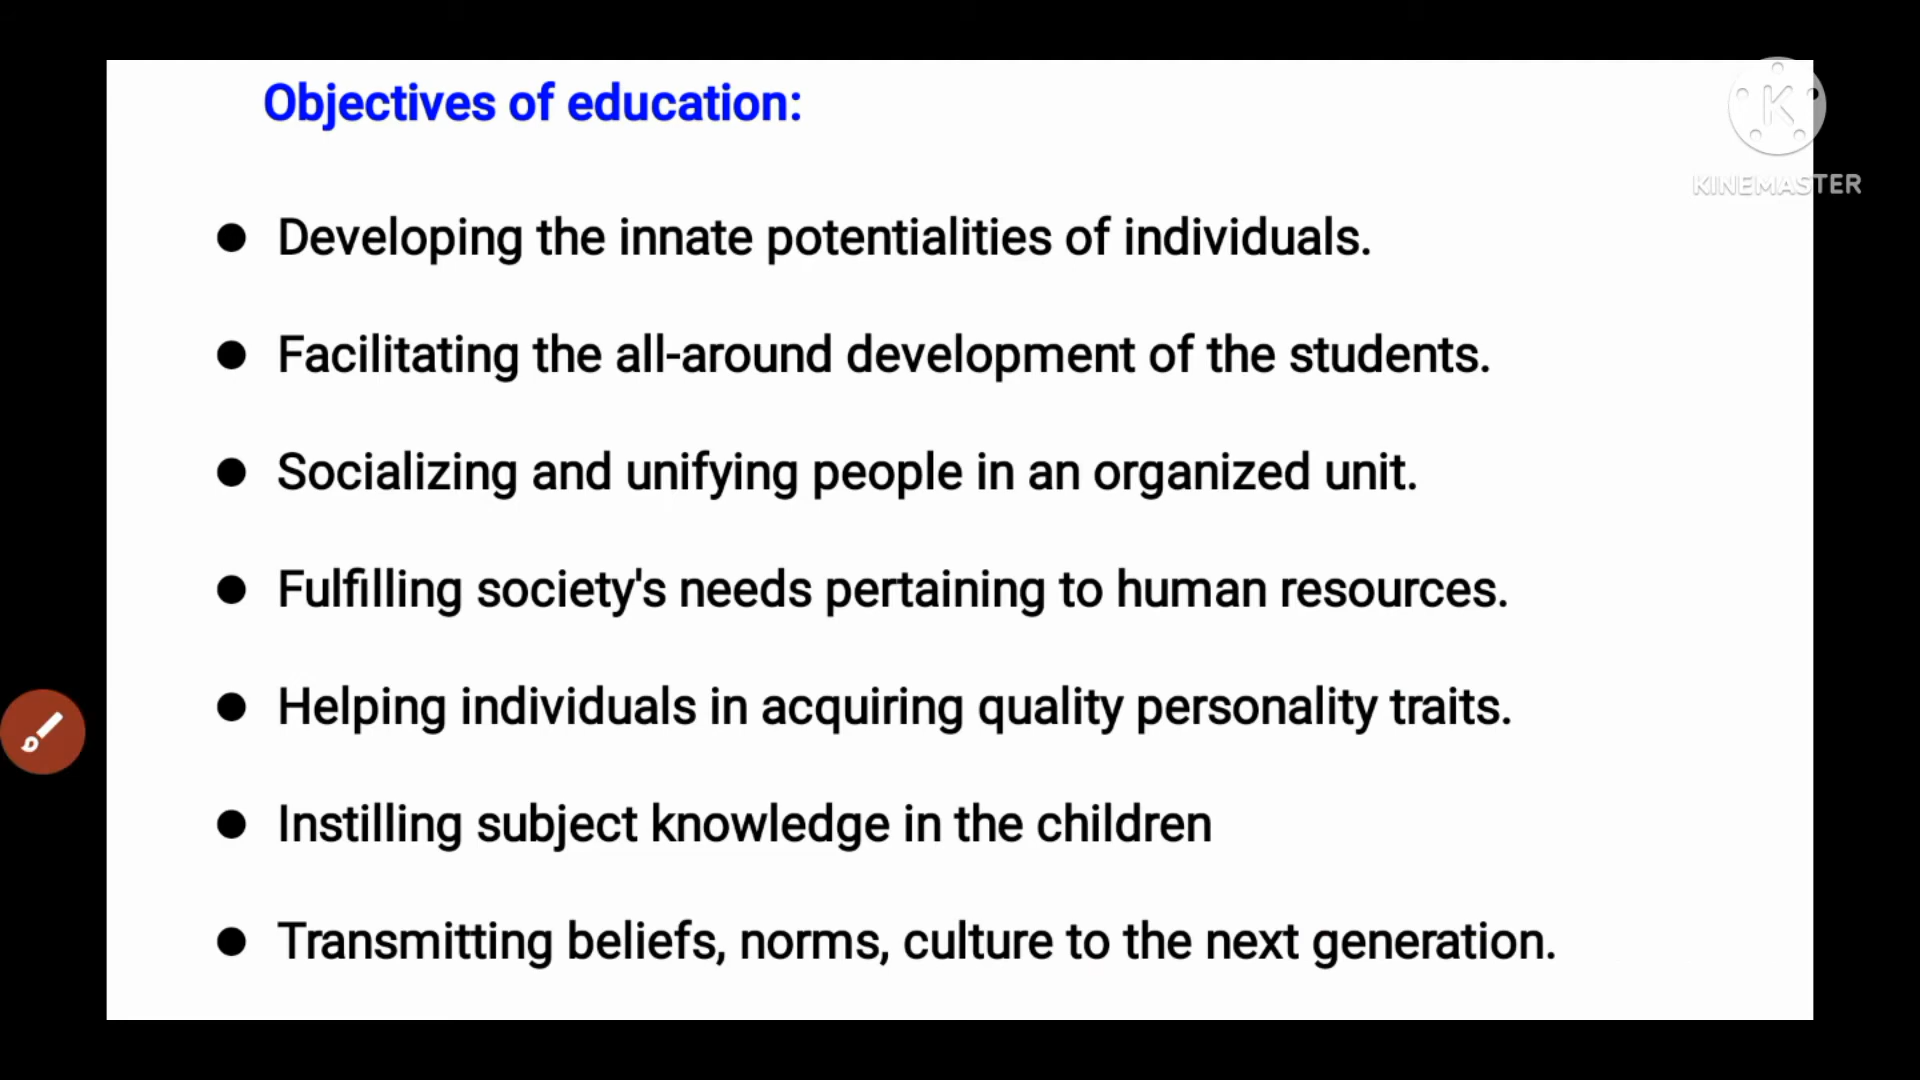 Objectives of education:
K
KINEMASTER
● Developing the innate potentialities of individuals.
● Facilitating the all-around development of the students.
● Socializing and unifying people in an organized unit.
● Fulfilling society's needs pertaining to human resources.
● Helping individuals in acquiring quality personality traits.
● Instilling subject knowledge in the children
● Transmitting beliefs, norms, culture to the next generation.